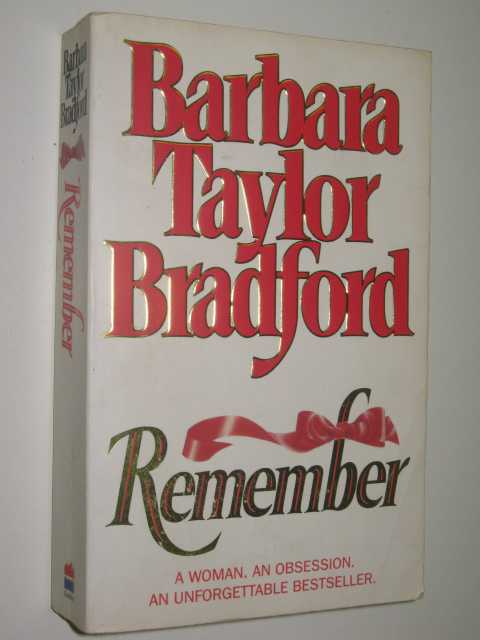 Barbara
Taylor
Bradford
Remember
A WOMAN. AN OBSESSION.
AN UNFORGETTABLE BESTSELLER.
Barbara
Taylor
Bradford
Remember